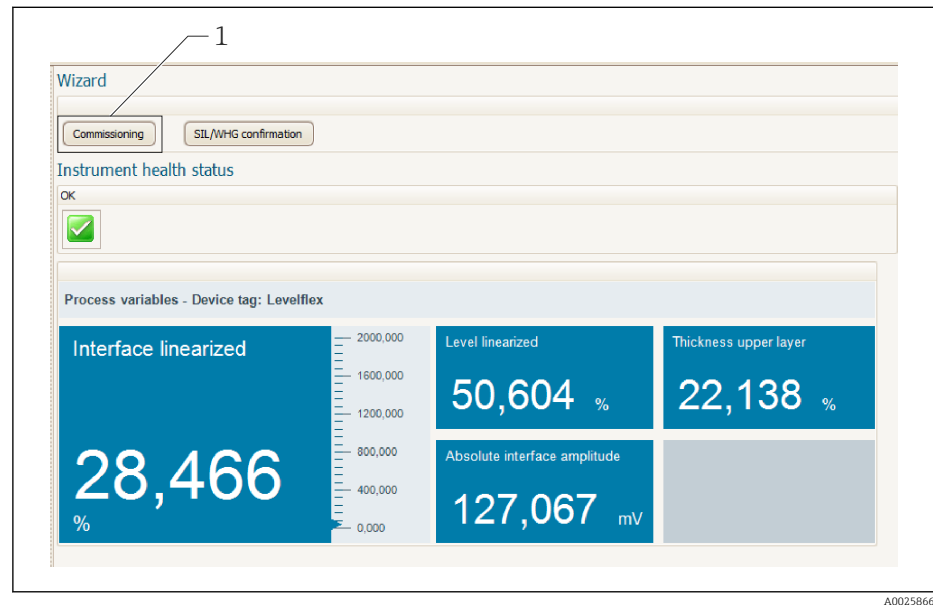 1
Wizard
Commissioning
SIL/WHG confirmation
Instrument health status
OK
Process variables - Device tag: Levelflex
Interface linearized
28,466
%
2000,000
1600,000
1200,000
800,000
400,000
0,000
Level linearized
50,604 %
Thickness upper layer
22,138 %
Absolute interface amplitude
127,067 mV
A0025866